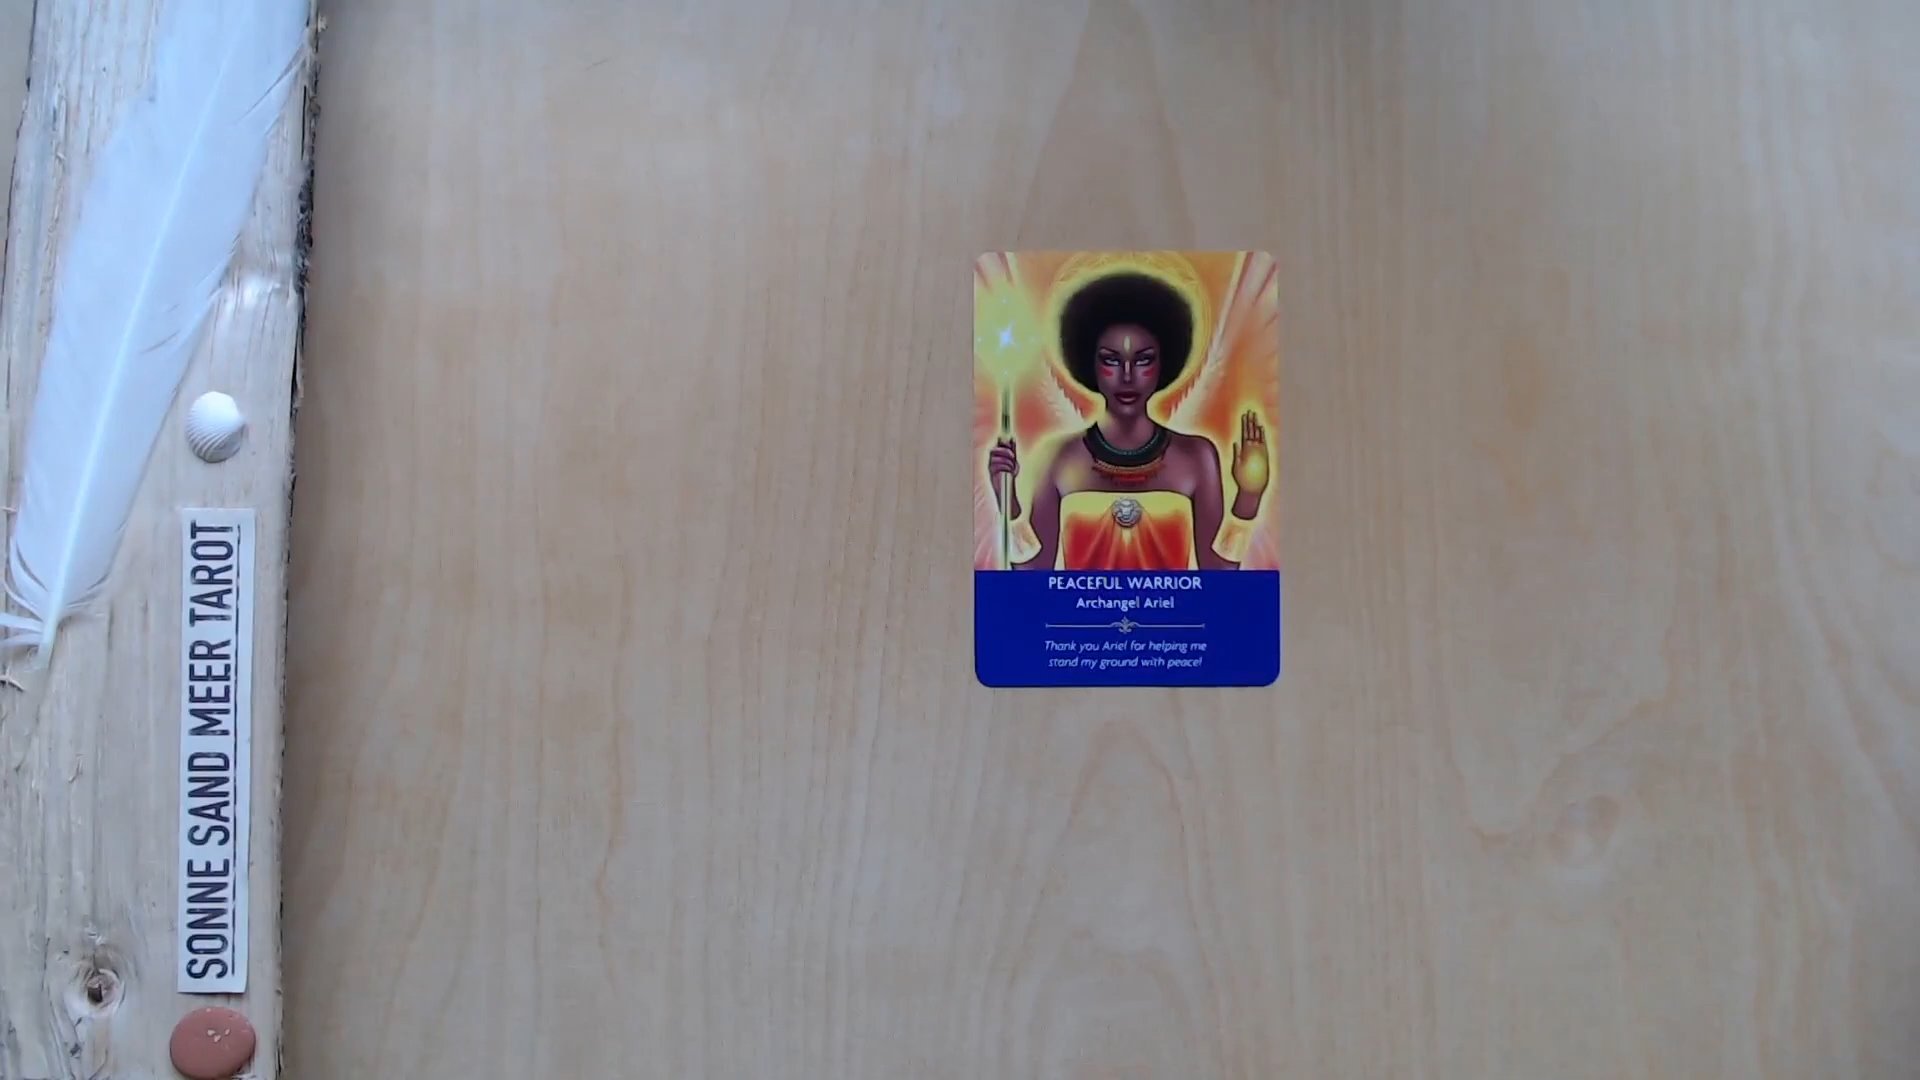 SONNE SAND MEER TAROT
PEACEFUL WARRIOR
Archangel Ariel
Thank you Ariel for helping me
stand my ground with peace!